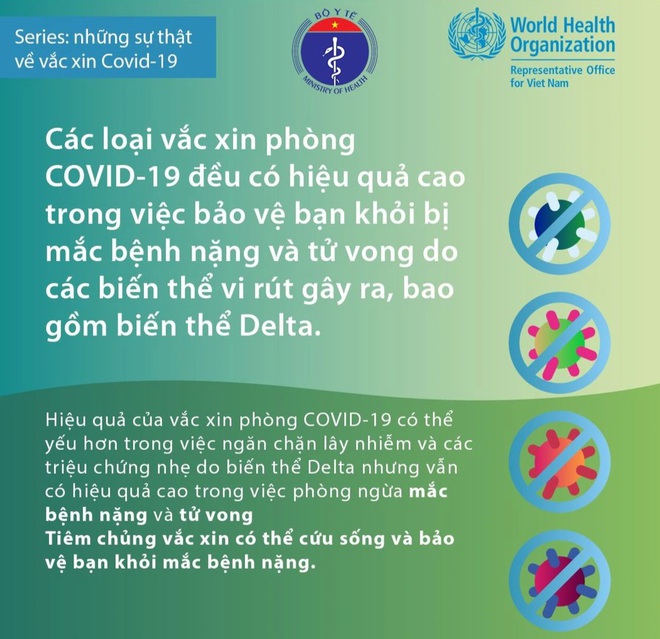 Series: những sự thật
về vắc xin Covid-19
BỘ Y TẾ
MINISTRY OF HEALTH
World Health
Organization
Representative Office
for Viet Nam
Các loại vắc xin phòng
COVID-19 đều có hiệu quả cao
trong việc bảo vệ bạn khỏi bị
mắc bệnh nặng và tử vong do
các biến thể vi rút gây ra, bao
gồm biến thể Delta.
Hiệu quả của vắc xin phòng COVID-19 có thể
yếu hơn trong việc ngăn chặn lây nhiễm và các
triệu chứng nhẹ do biến thể Delta nhưng vẫn
có hiệu quả cao trong việc phòng ngừa mắc
bệnh nặng và tử vong
Tiêm chủng vắc xin có thể cứu sống và bảo
vệ bạn khỏi mắc bệnh nặng.